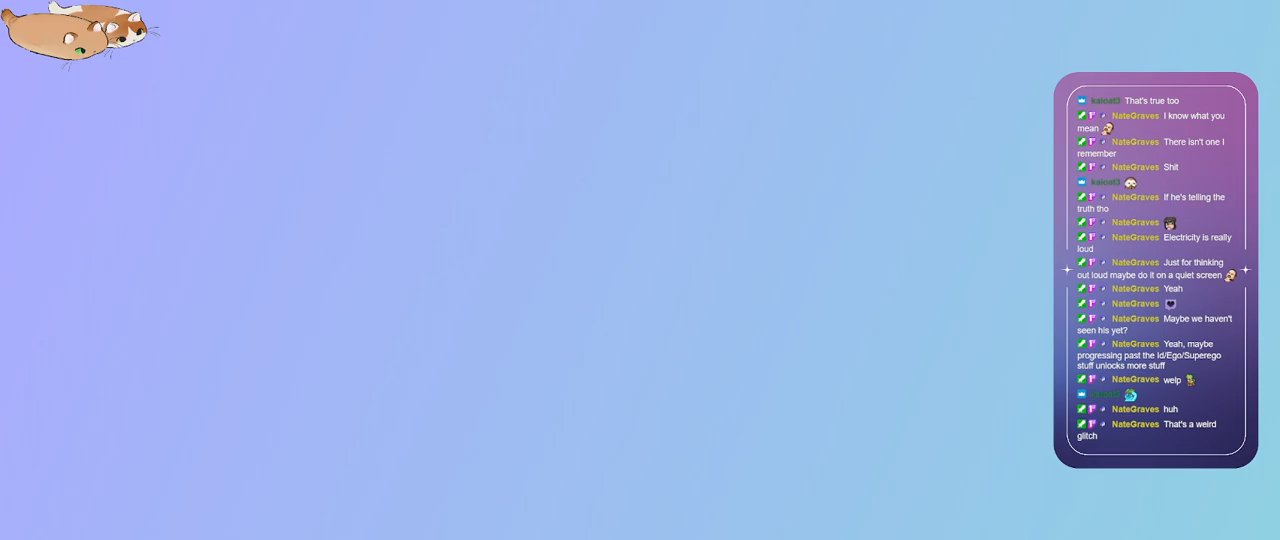 kaicat3 That's true too
NateGraves I know what you
mean
NateGraves There isn't one I
remember
NateGraves Shit
kaicat3
NateGraves If he's telling the
truth tho
NateGraves
NateGraves Electricity is really
loud
NateGraves Just for thinking
out loud maybe do it on a quiet screen
NateGraves Yeah
NateGraves
NateGraves Maybe we haven't
seen his yet?
NateGraves Yeah, maybe
progressing past the Id/Ego/Superego
stuff unlocks more stuff
NateGraves welp
NateGraves huh
NateGraves That's a weird
glitch